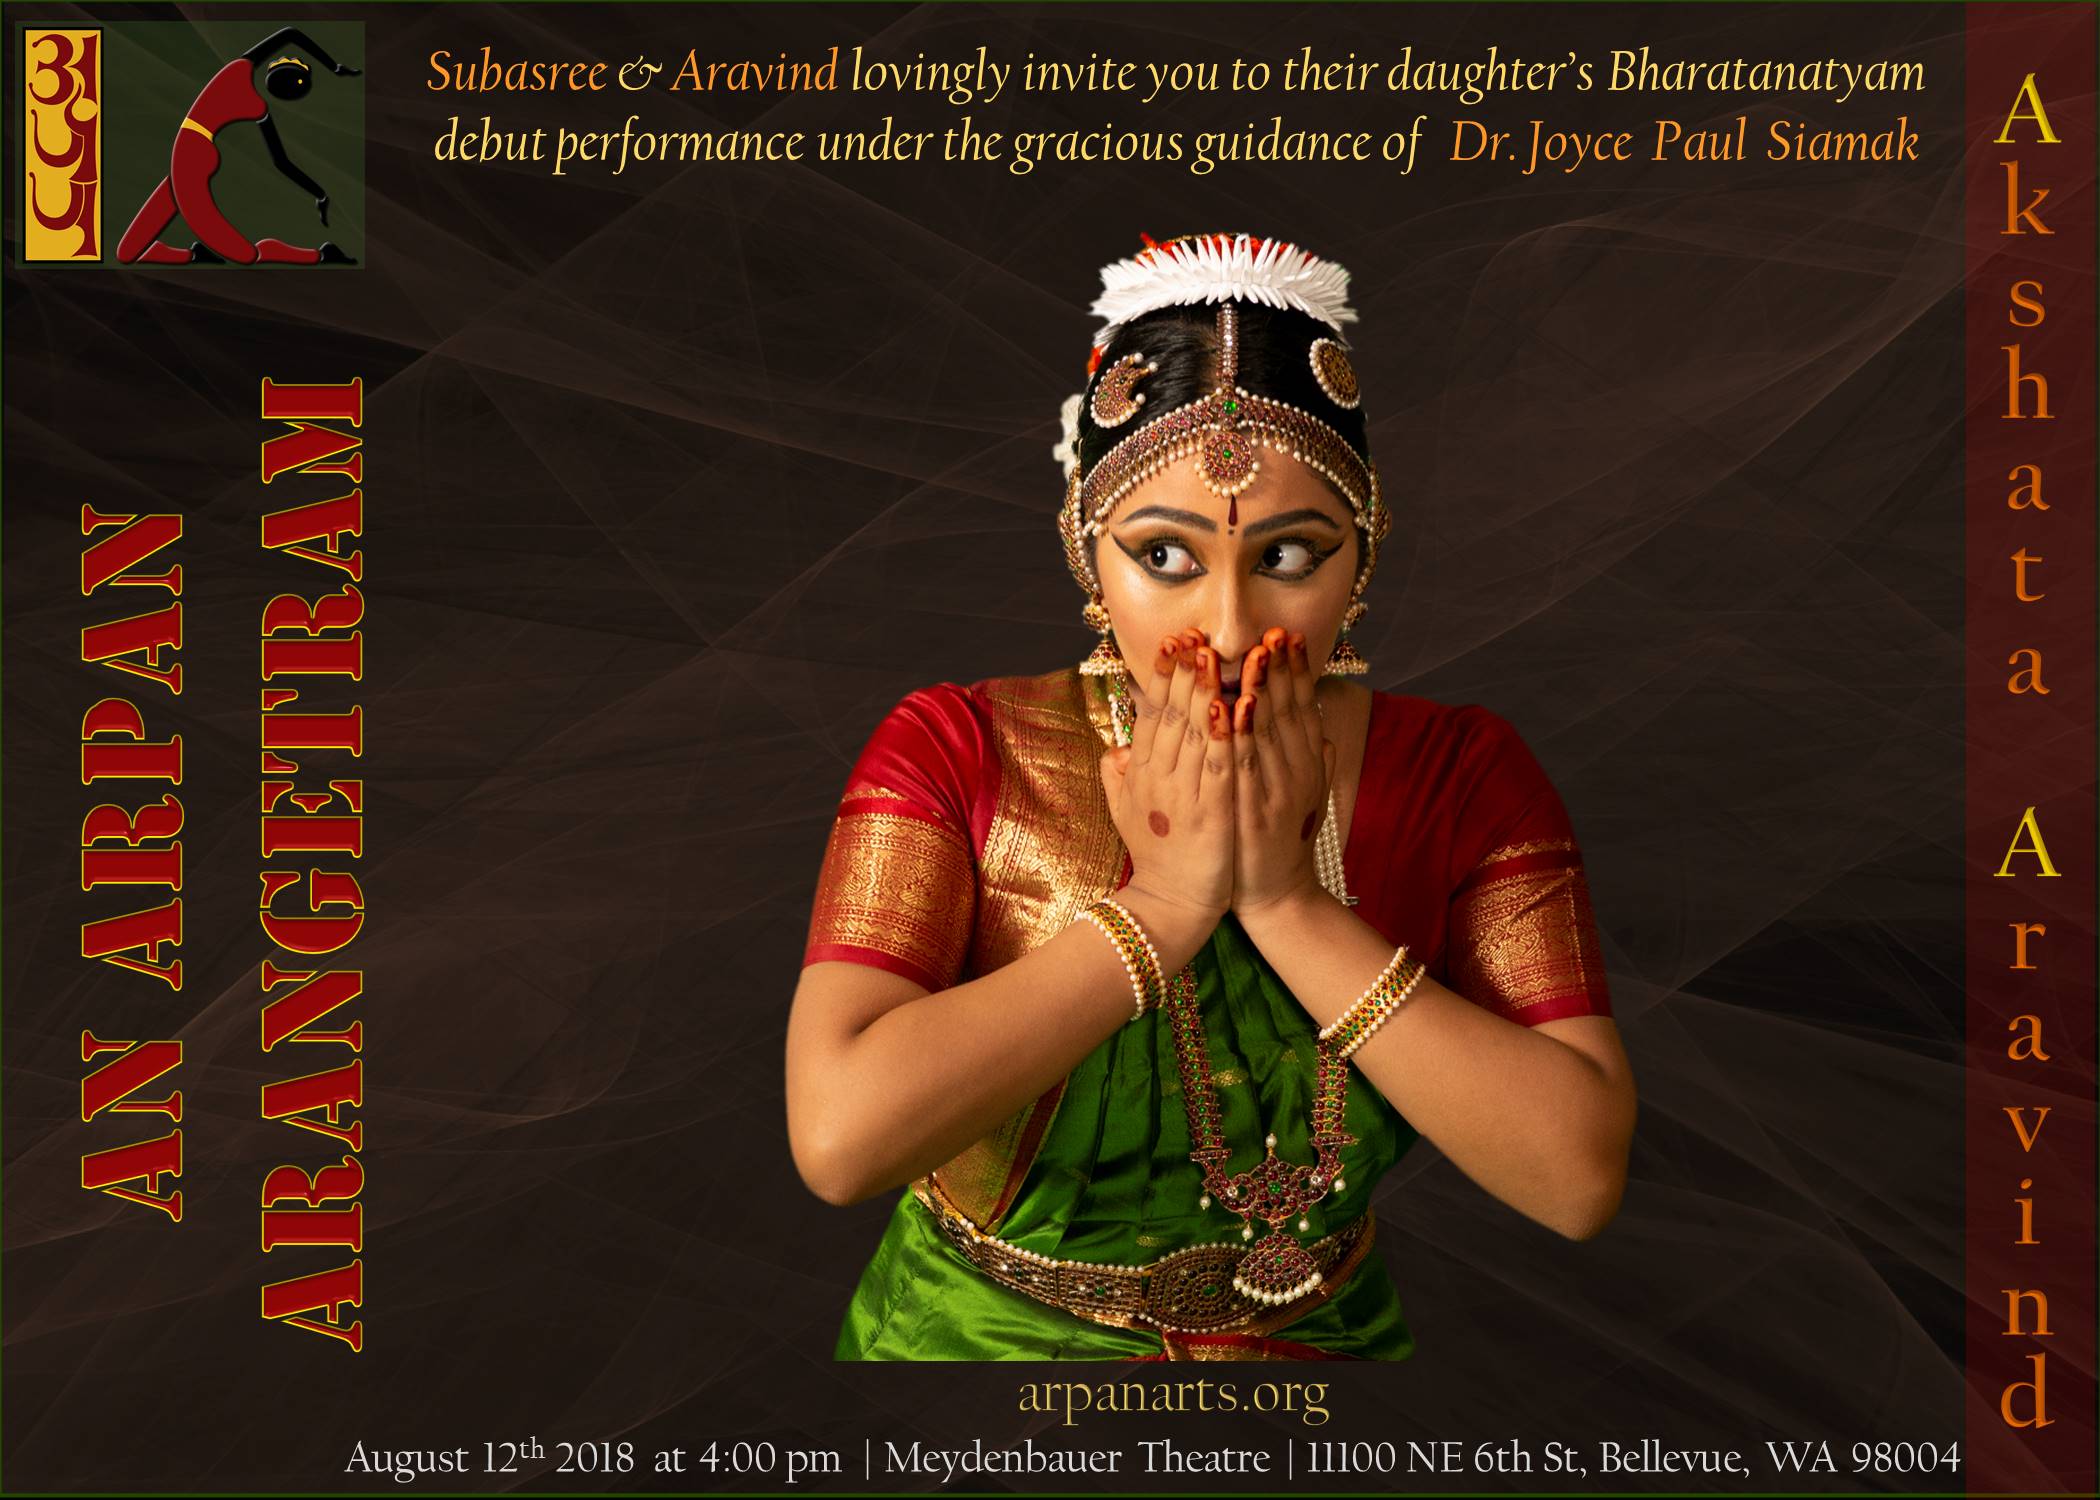 अर्पण
Subasree & Aravind lovingly invite you to their daughter's Bharatanatyam
debut performance under the gracious guidance of Dr. Joyce Paul Siamak
AN ARPAN
ARANGETRAM
Akshata Aravind
arpanarts.org
August 12th 2018 at 4:00 pm | Meydenbauer Theatre | 11100 NE 6th St, Bellevue, WA 98004